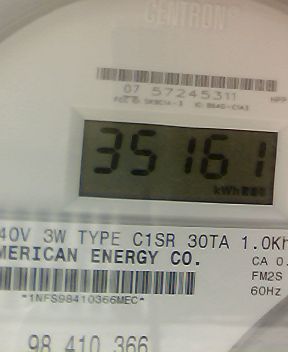 CENTRON®
07 57245311
35161
kWh
40V 3W TYPE C1SR 30TA 1.0Kh
MERICAN ENERGY CO.
CA 0.
FM2S
60Hz
*1NFS98410366MEC*
98 410 366